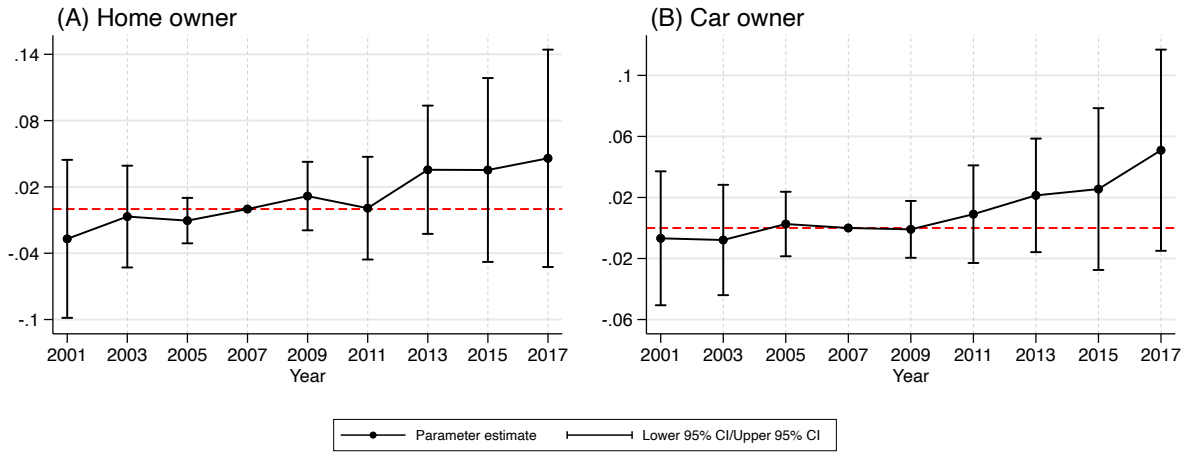 (A) Home owner
.14
.08
.02
-.04
-.1
2001 2003 2005 2007 2009 2011 2013 2015 2017
Year
(B) Car owner
.1
.06
.02
-.02
-.06
2001 2003 2005 2007 2009 2011 2013 2015 2017
Year
Parameter estimate
Lower 95% CI/Upper 95% CI